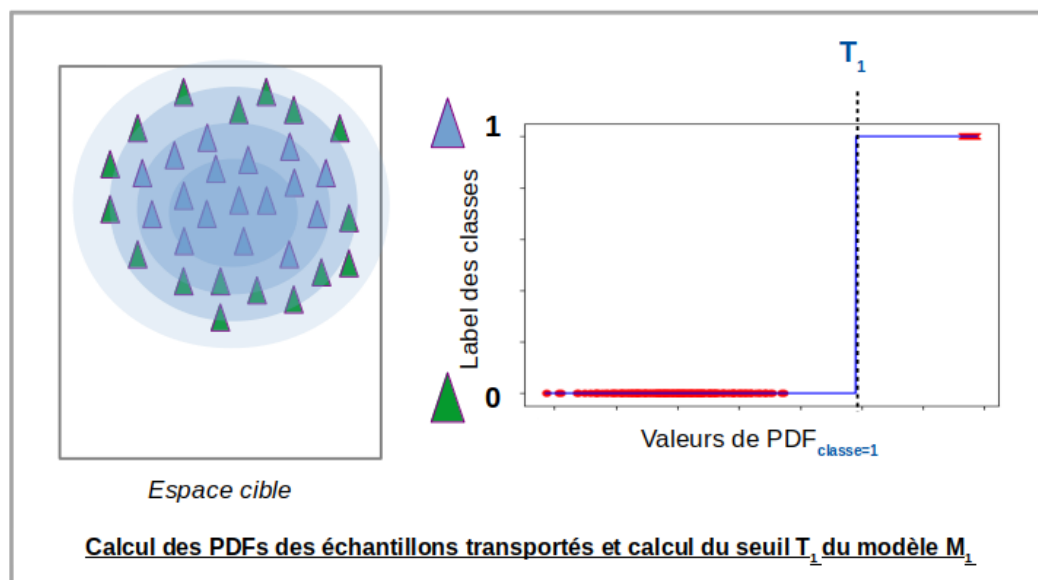 T1
1
Label des classes
0
Valeurs de PDFclasse=1
Espace cible
Calcul des PDFs des échantillons transportés et calcul du seuil T1 du modèle M1